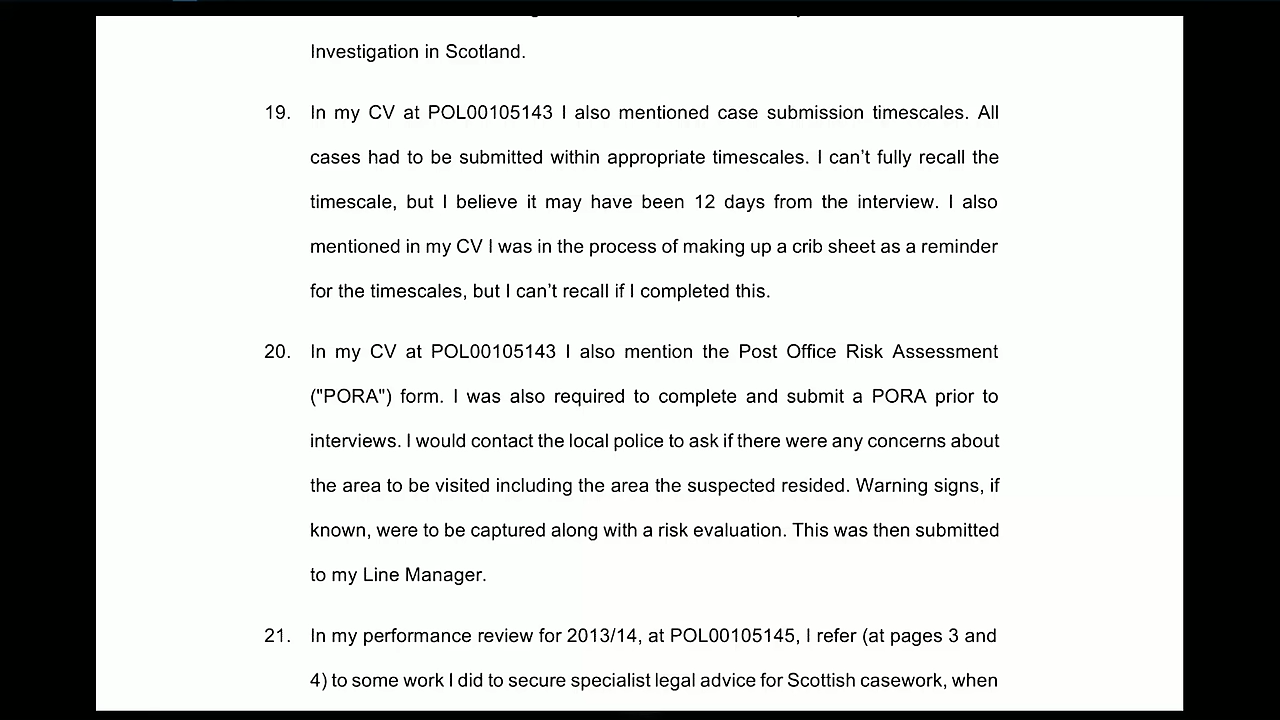 Investigation in Scotland.
19. In my CV at POL00105143 I also mentioned case submission timescales. All
cases had to be submitted within appropriate timescales. I can’t fully recall the
timescale, but I believe it may have been 12 days from the interview. I also
mentioned in my CV I was in the process of making up a crib sheet as a reminder
for the timescales, but I can’t recall if I completed this.
20. In my CV at POL00105143 I also mention the Post Office Risk Assessment
("PORA") form. I was also required to complete and submit a PORA prior to
interviews. I would contact the local police to ask if there were any concerns about
the area to be visited including the area the suspected resided. Warning signs, if
known, were to be captured along with a risk evaluation. This was then submitted
to my Line Manager.
21. In my performance review for 2013/14, at POL00105145, I refer (at pages 3 and
4) to some work I did to secure specialist legal advice for Scottish casework, when